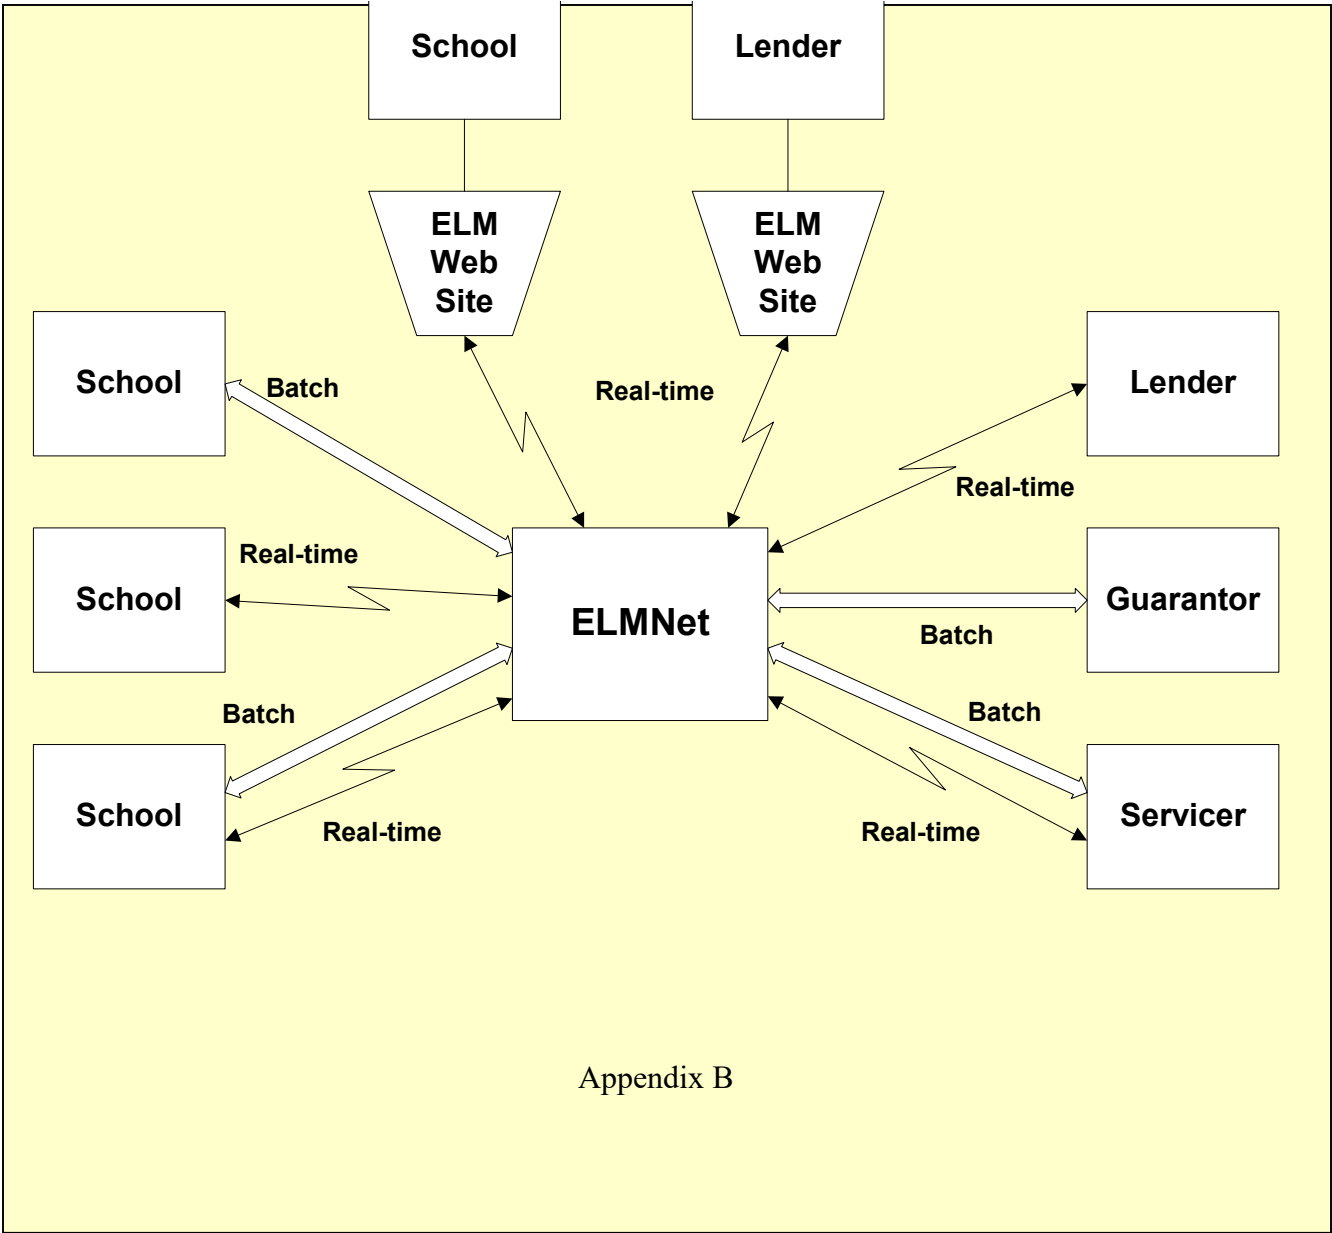 School
Lender
ELM
Web
Site
ELM
Web
Site
School
Batch
Real-time
Lender
Real-time
School
Real-time
ELMNet
Guarantor
Batch
Batch
Batch
School
Real-time
Real-time
Servicer
Appendix B